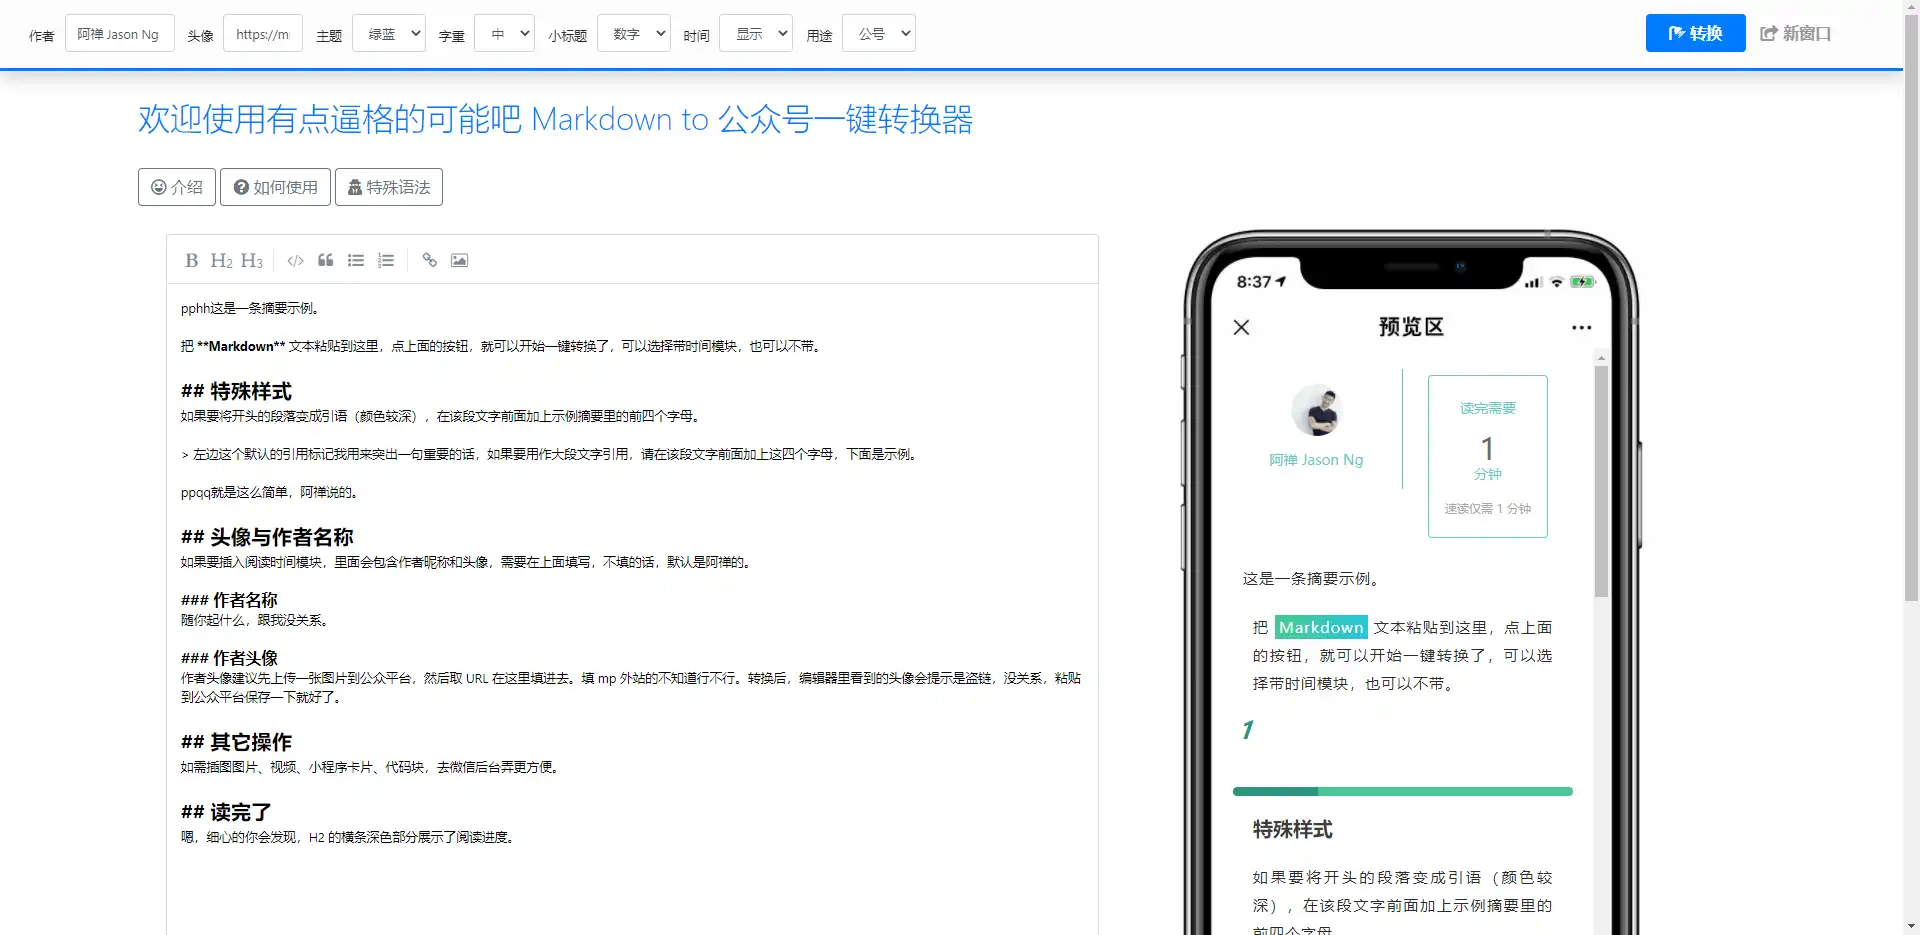 作者 阿禅 Jason Ng 头像 https://m 主题 绿蓝 字重 中 小标题 数字 时间 显示 用途 公号 转换 新窗口
欢迎使用有点逼格的可能吧 Markdown to 公众号一键转换器
介绍 如何使用 特殊语法
B H2 H3
pphh这是一条摘要示例。
把 **Markdown** 文本粘贴到这里，点上面的按钮，就可以开始一键转换了，可以选择带时间模块，也可以不带。
## 特殊样式
如果要将开头的段落变成引语（颜色较深），在该段文字前面加上示例摘要里的前四个字母。
> 左边这个默认的引用标记我用来突出一句重要的话，如果要用作大段文字引用，请在该段文字前面加上这四个字母，下面是示例。
ppqq就是这么简单，阿禅说的。
## 头像与作者名称
如果要插入阅读时间模块，里面会包含作者昵称和头像，需要在上面填写，不填的话，默认是阿禅的。
### 作者名称
随你起什么，跟我没关系。
### 作者头像
作者头像建议先上传一张图片到公众平台，然后取 URL 在这里填进去。填 mp 外站的不知道行不行。转换后，编辑器里看到的头像会提示是盗链，没关系，粘贴
到公众平台保存一下就好了。
## 其它操作
如需插图图片、视频、小程序卡片、代码块，去微信后台弄更方便。
## 读完了
嗯，细心的你会发现，H2 的横条深色部分展示了阅读进度。
8:37
预览区
阿禅 Jason Ng
读完需要
1
分钟
速读仅需 1 分钟
这是一条摘要示例。
把 Markdown 文本粘贴到这里，点上面
的按钮，就可以开始一键转换了，可以选
择带时间模块，也可以不带。
1
特殊样式
如果要将开头的段落变成引语（颜色较
深），在该段文字前面加上示例摘要里的
前四个字母